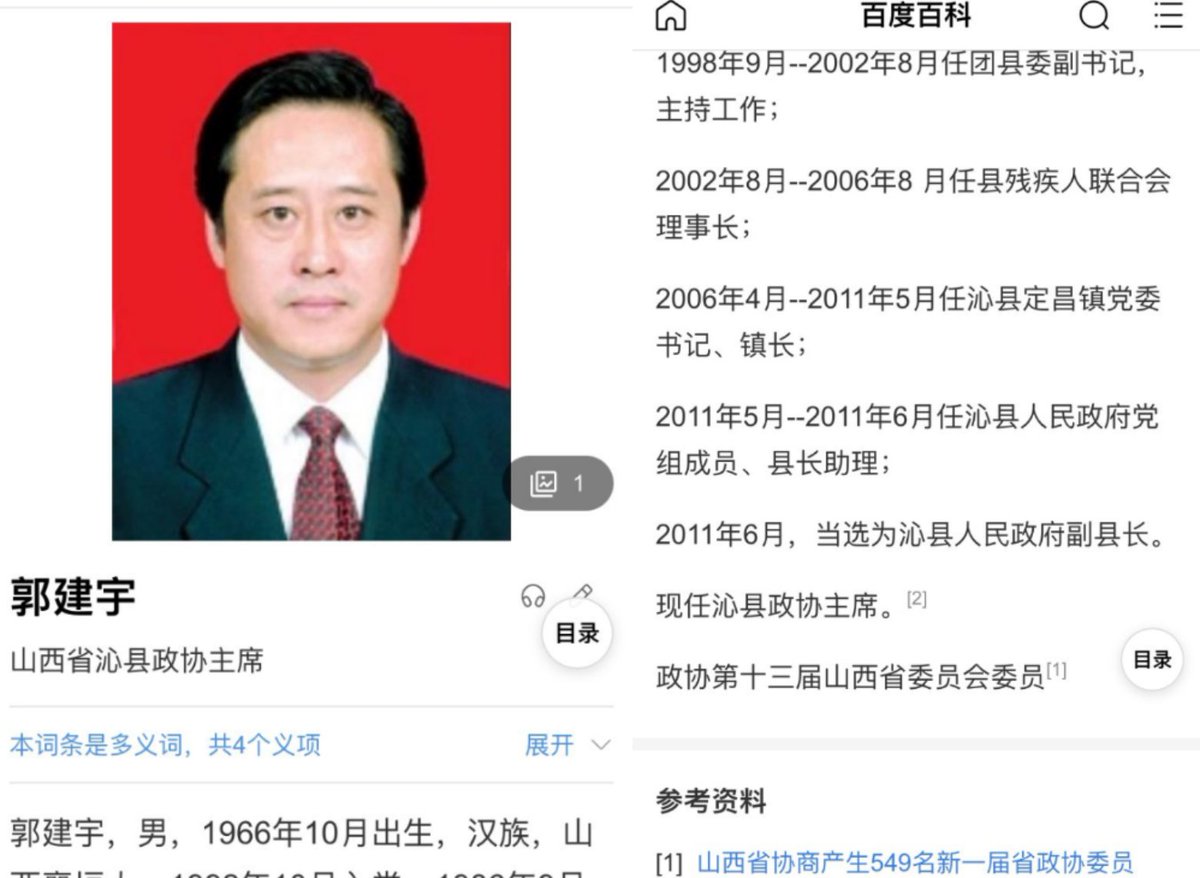 1
郭建宇
目录
山西省沁县政协主席
本词条是多义词，共4个义项
展开
郭建宇，男，1966年10月出生，汉族，山
百度百科
1998年9月--2002年8月任团县委副书记，
主持工作；
2002年8月--2006年8 月任县残疾人联合会
理事长；
2006年4月--2011年5月任沁县定昌镇党委
书记、镇长；
2011年5月--2011年6月任沁县人民政府党
组成员、县长助理；
2011年6月，当选为沁县人民政府副县长。
现任沁县政协主席。[2]
目录
政协第十三届山西省委员会委员[1]
参考资料
[1] 山西省协商产生549名新一届省政协委员